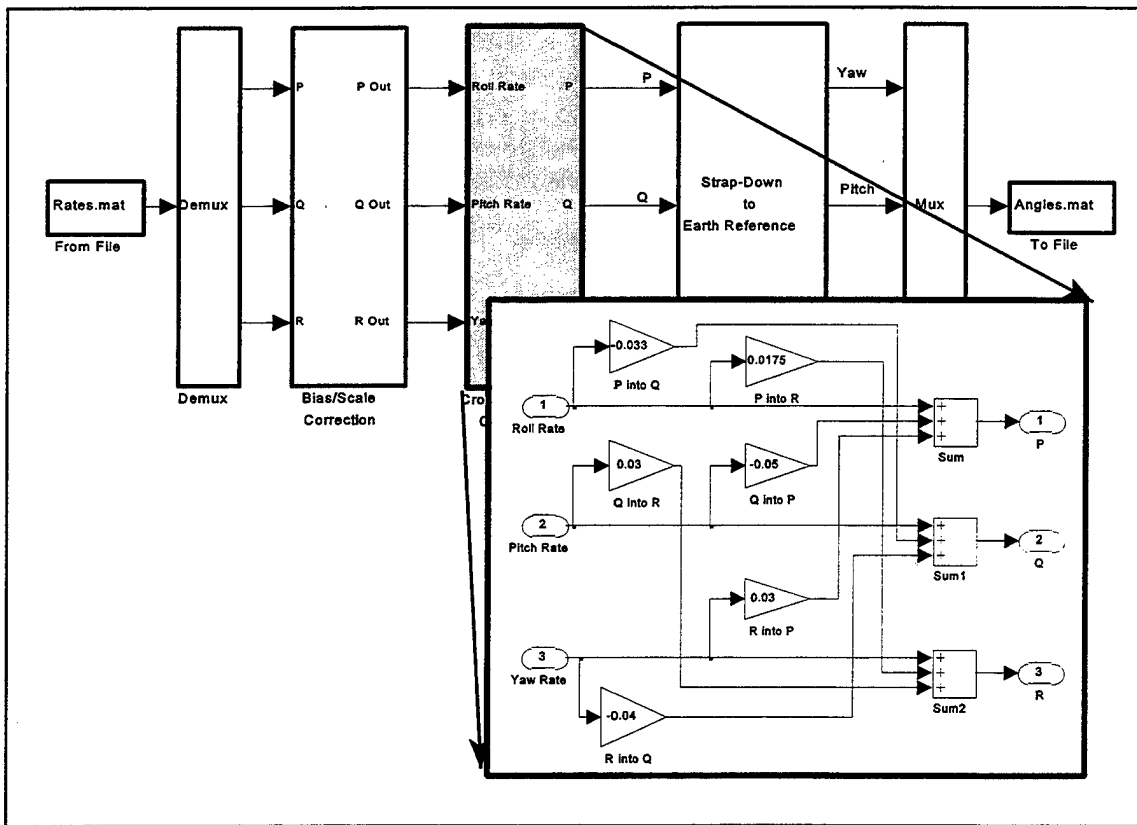 P
P Out
Roll Rate
P
P
Yaw
Rates.mat
Demux
Q
Q Out
Pitch Rate
Q
Q
Strap-Down
to
Earth Reference
Pitch
Mux
Angles.mat
From File
To File
R
R Out
Demux
Bias/Scale
Correction
-0.033
P into Q
0.0175
P into R
1
Roll Rate
+
+
+
Sum
1
P
0.03
Q into R
-0.05
Q into P
2
Pitch Rate
+
+
+
Sum1
2
Q
0.03
R into P
3
Yaw Rate
+
+
+
Sum2
3
R
-0.04
R into Q